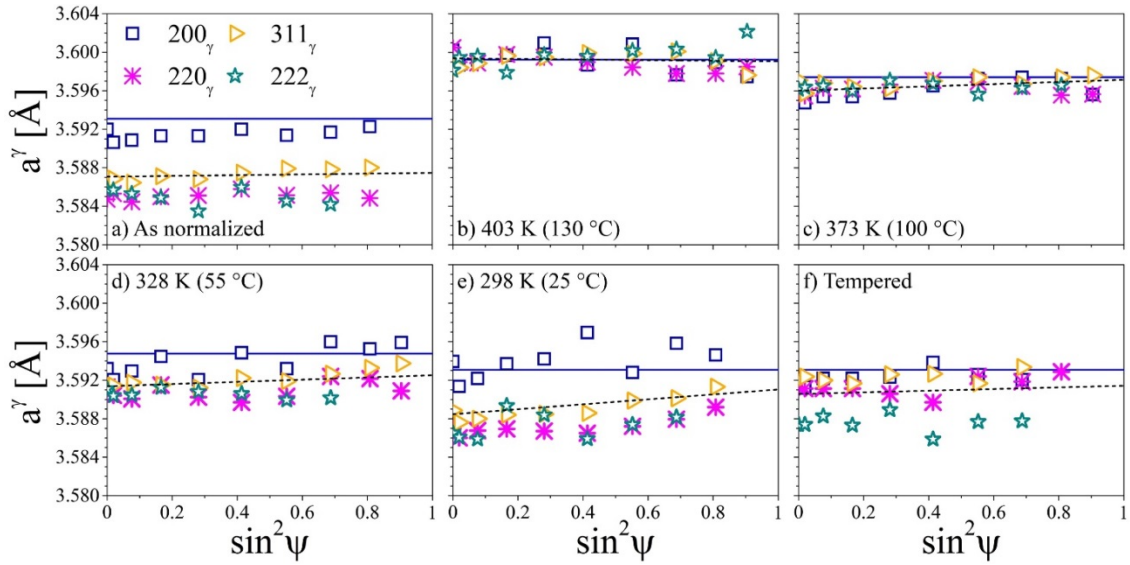 200γ 311γ
220γ 222γ
3.604
3.600
3.596
3.592
3.588
3.584
3.580
aγ [Å]
a) As normalized
b) 403 K (130 °C)
c) 373 K (100 °C)
d) 328 K (55 °C)
e) 298 K (25 °C)
f) Tempered
3.604
3.600
3.596
3.592
3.588
3.584
3.580
aγ [Å]
0 0.2 0.4 0.6 0.8 1
0 0.2 0.4 0.6 0.8 1
0 0.2 0.4 0.6 0.8 1
sin²ψ
sin²ψ
sin²ψ